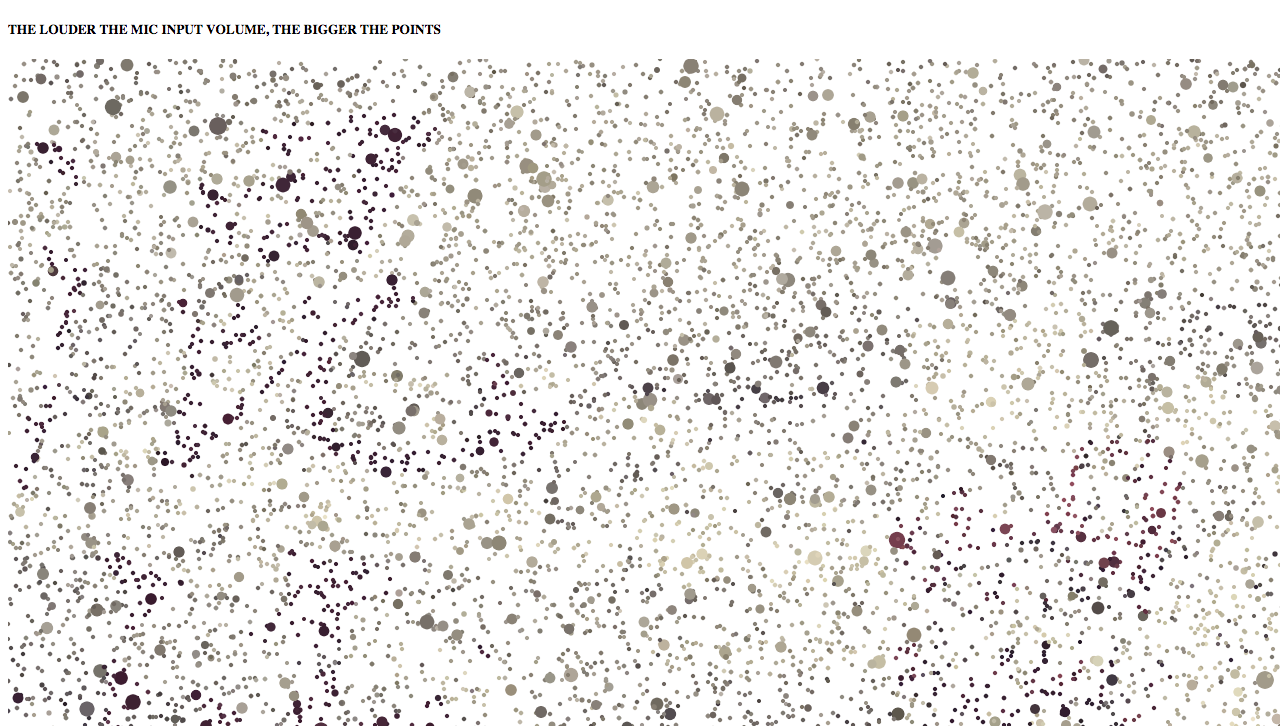 THE LOUDER THE MIC INPUT VOLUME, THE BIGGER THE POINTS